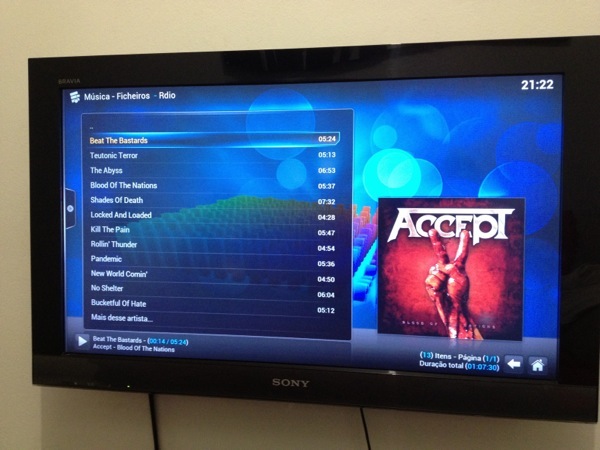 BRAVIA
Música - Ficheiros - Rdio
21:22
..
Beat The Bastards 05:24
Teutonic Terror 05:13
The Abyss 06:53
Blood Of The Nations 05:37
Shades Of Death 07:32
Locked And Loaded 04:28
Kill The Pain 05:47
Rollin' Thunder 04:54
Pandemic 05:36
New World Comin' 04:50
No Shelter 06:04
Bucketful Of Hate 05:12
Mais desse artista...
ACCEPT
BLOOD OF THE NATIONS
Beat The Bastards - (00:14 / 05:24)
Accept - Blood Of The Nations
(13) Itens - Página (1/1)
Duração total (01:07:30)
SONY